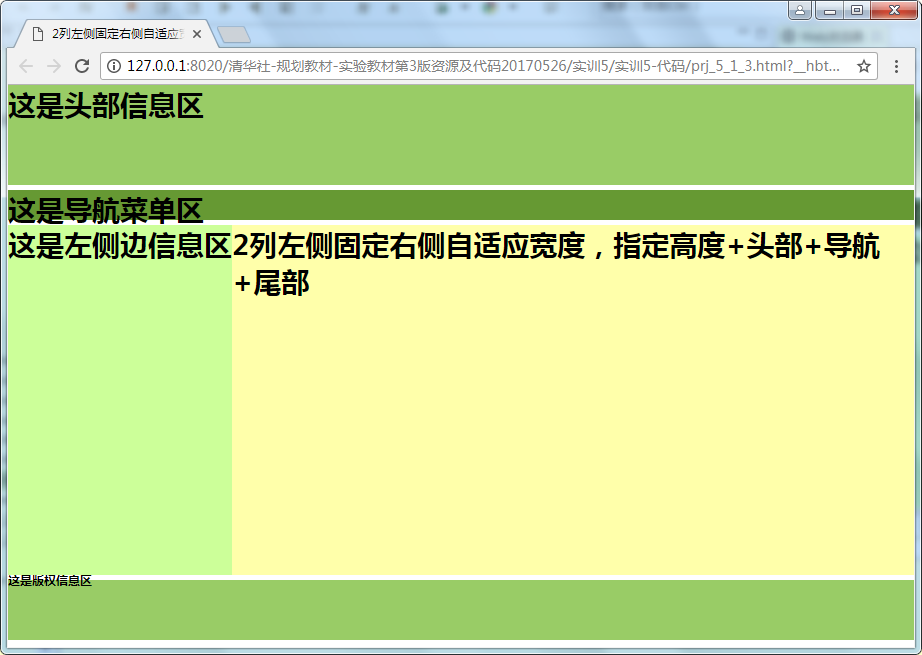 2列左侧固定右侧自适应
127.0.0.1:8020/清华社-规划教材-实验教材第3版资源及代码20170526/实训5/实训5-代码/prj_5_1_3.html?__hbt...
这是头部信息区
这是导航菜单区
这是左侧边信息区
2列左侧固定右侧自适应宽度，指定高度+头部+导航
+尾部
这是版权信息区